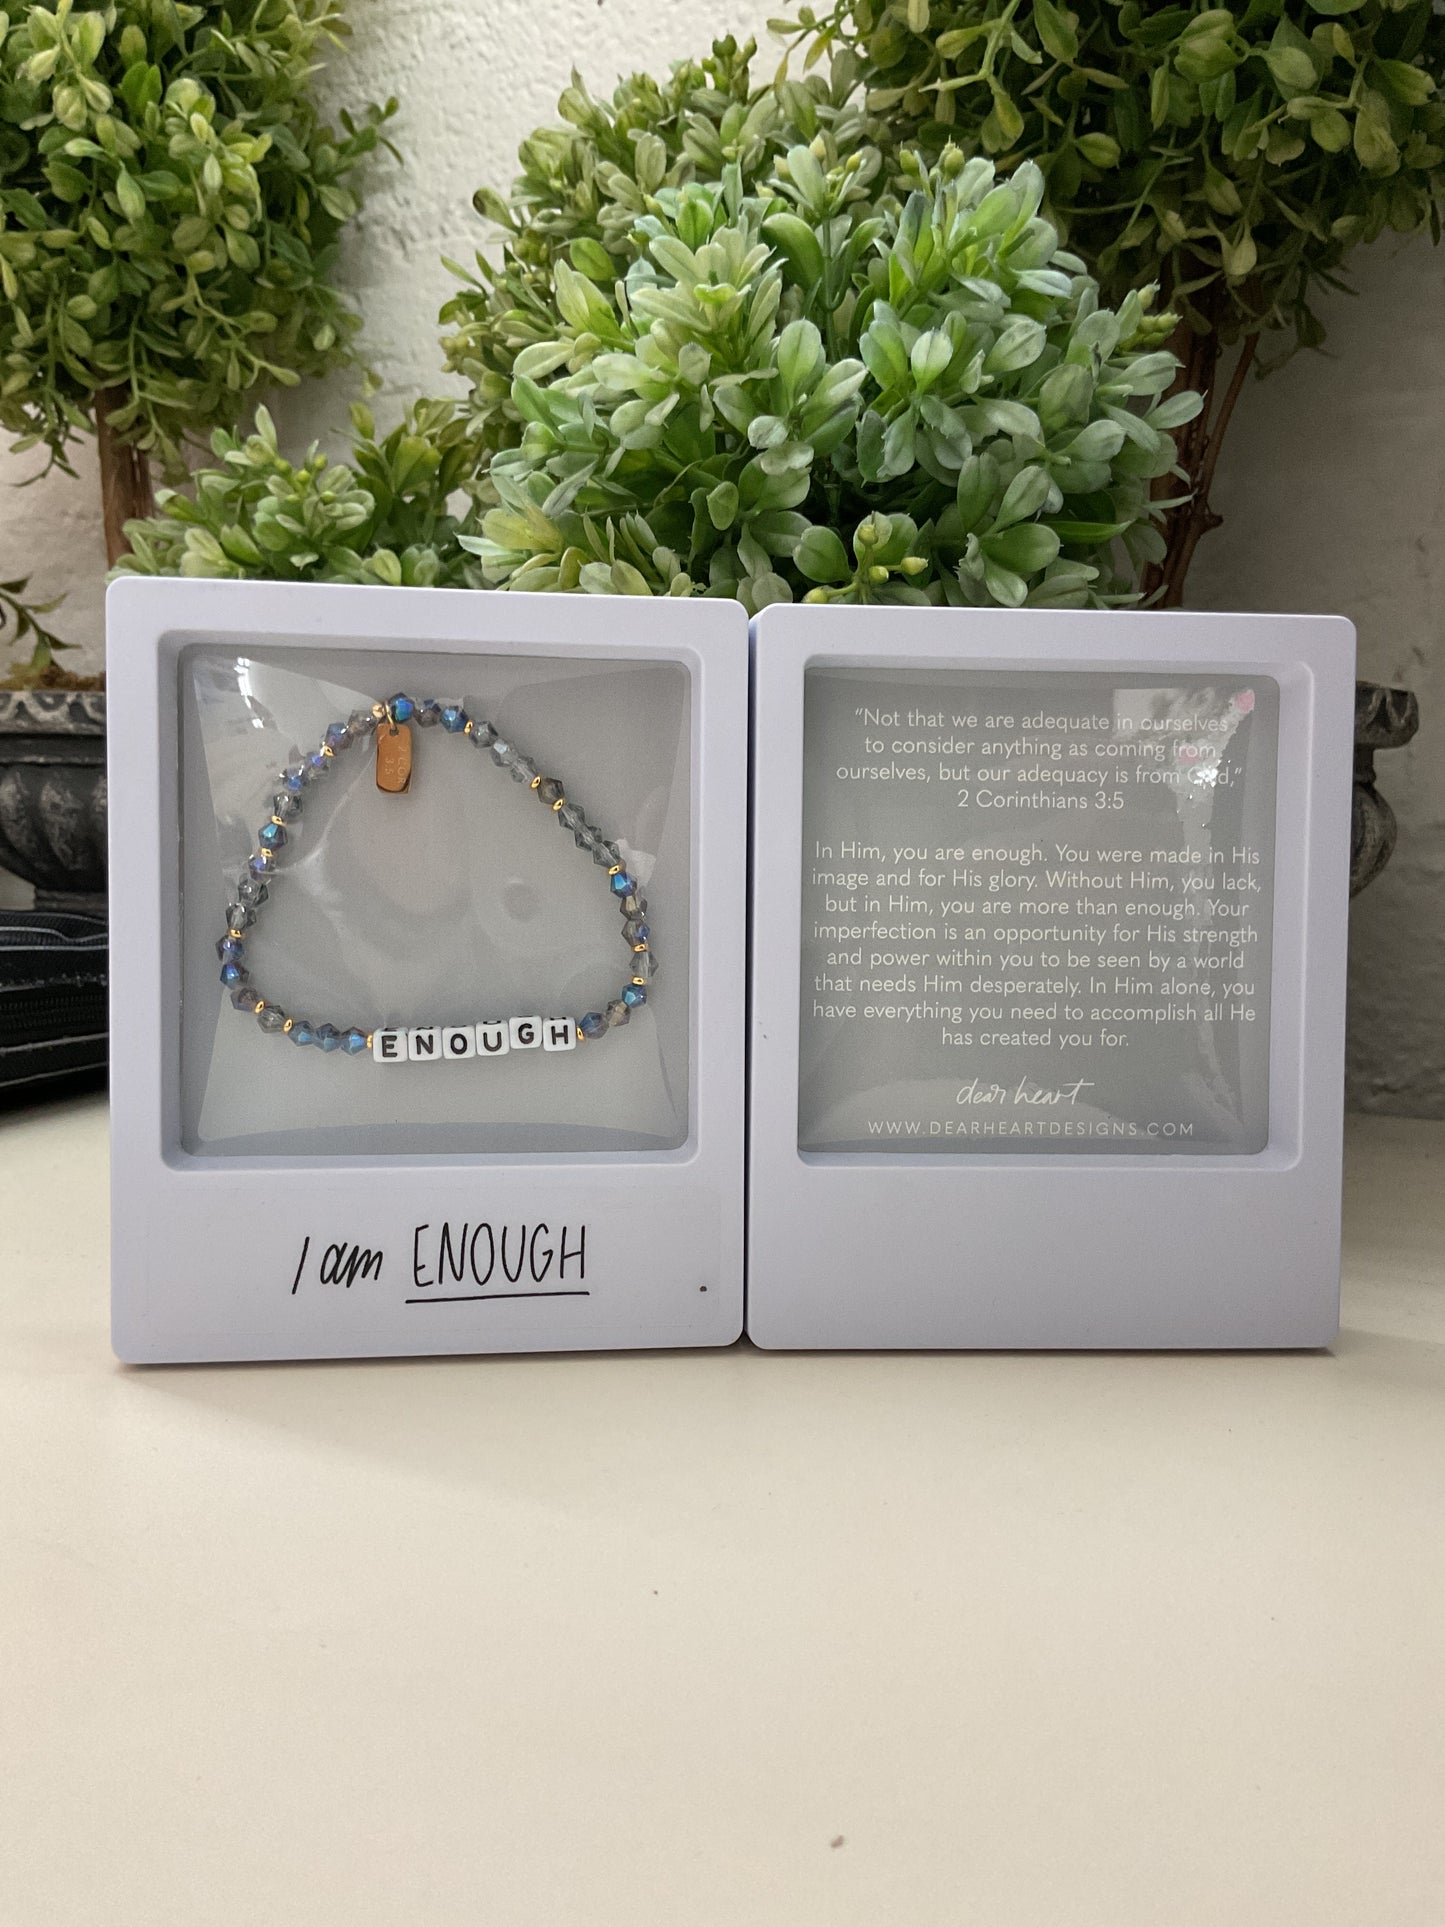 2 COR
3:5
ENOUGH
I am ENOUGH
“Not that we are adequate in ourselves
to consider anything as coming from
ourselves, but our adequacy is from God,”
2 Corinthians 3:5
In Him, you are enough. You were made in His
image and for His glory. Without Him, you lack,
but in Him, you are more than enough. Your
imperfection is an opportunity for His strength
and power within you to be seen by a world
that needs Him desperately. In Him alone, you
have everything you need to accomplish all He
has created you for.
dear heart
WWW.DEARHEARTDESIGNS.COM